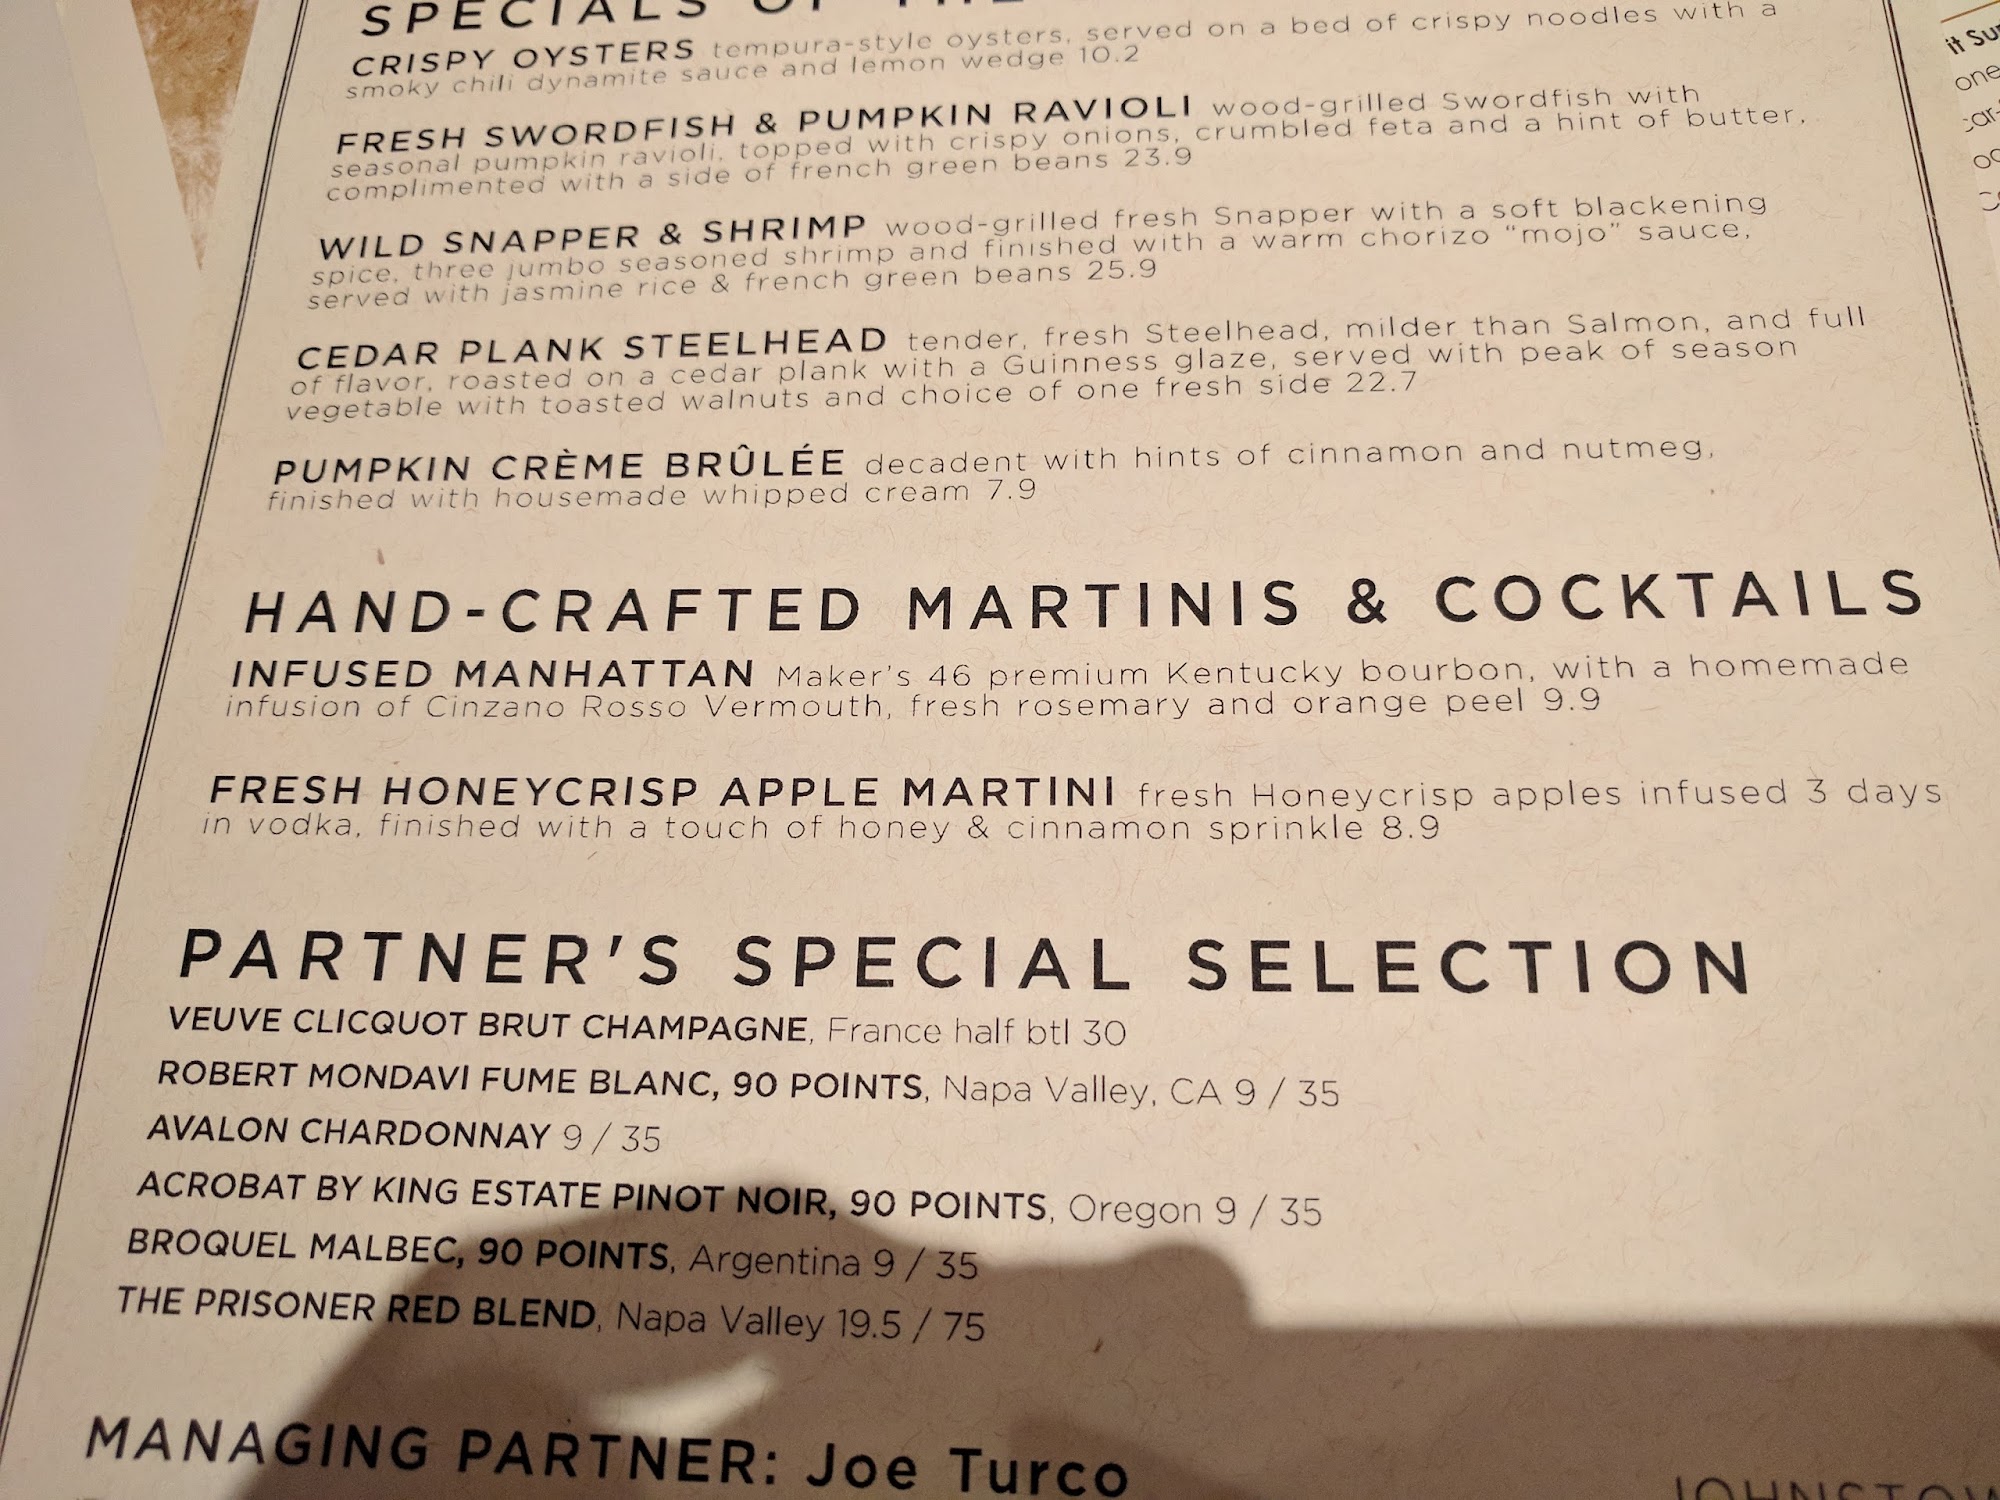 SPECIALS OF THE
CRISPY OYSTERS tempura-style oysters, served on a bed of crispy noodles with a
smoky chili dynamite sauce and lemon wedge 10.2
FRESH SWORDFISH & PUMPKIN RAVIOLI wood-grilled Swordfish with
seasonal pumpkin ravioli, topped with crispy onions, crumbled feta and a hint of butter,
complimented with a side of french green beans 23.9
WILD SNAPPER & SHRIMP wood-grilled fresh Snapper with a soft blackening
spice, three jumbo seasoned shrimp and finished with a warm chorizo "mojo" sauce,
served with jasmine rice & french green beans 25.9
CEDAR PLANK STEELHEAD tender, fresh Steelhead, milder than Salmon, and full
of flavor, roasted on a cedar plank with a Guinness glaze, served with peak of season
vegetable with toasted walnuts and choice of one fresh side 22.7
PUMPKIN CRÈME BRÛLÉE decadent with hints of cinnamon and nutmeg,
finished with housemade whipped cream 7.9
HAND-CRAFTED MARTINIS & COCKTAILS
INFUSED MANHATTAN Maker's 46 premium Kentucky bourbon, with a homemade
infusion of Cinzano Rosso Vermouth, fresh rosemary and orange peel 9.9
FRESH HONEYCRISP APPLE MARTINI fresh Honeycrisp apples infused 3 days
in vodka, finished with a touch of honey & cinnamon sprinkle 8.9
PARTNER'S SPECIAL SELECTION
VEUVE CLICQUOT BRUT CHAMPAGNE, France half btl 30
ROBERT MONDAVI FUME BLANC, 90 POINTS, Napa Valley, CA 9 / 35
AVALON CHARDONNAY 9 / 35
ACROBAT BY KING ESTATE PINOT NOIR, 90 POINTS, Oregon 9 / 35
BROQUEL MALBEC, 90 POINTS, Argentina 9 / 35
THE PRISONER RED BLEND, Napa Valley 19.5 / 75
MANAGING PARTNER: Joe Turco